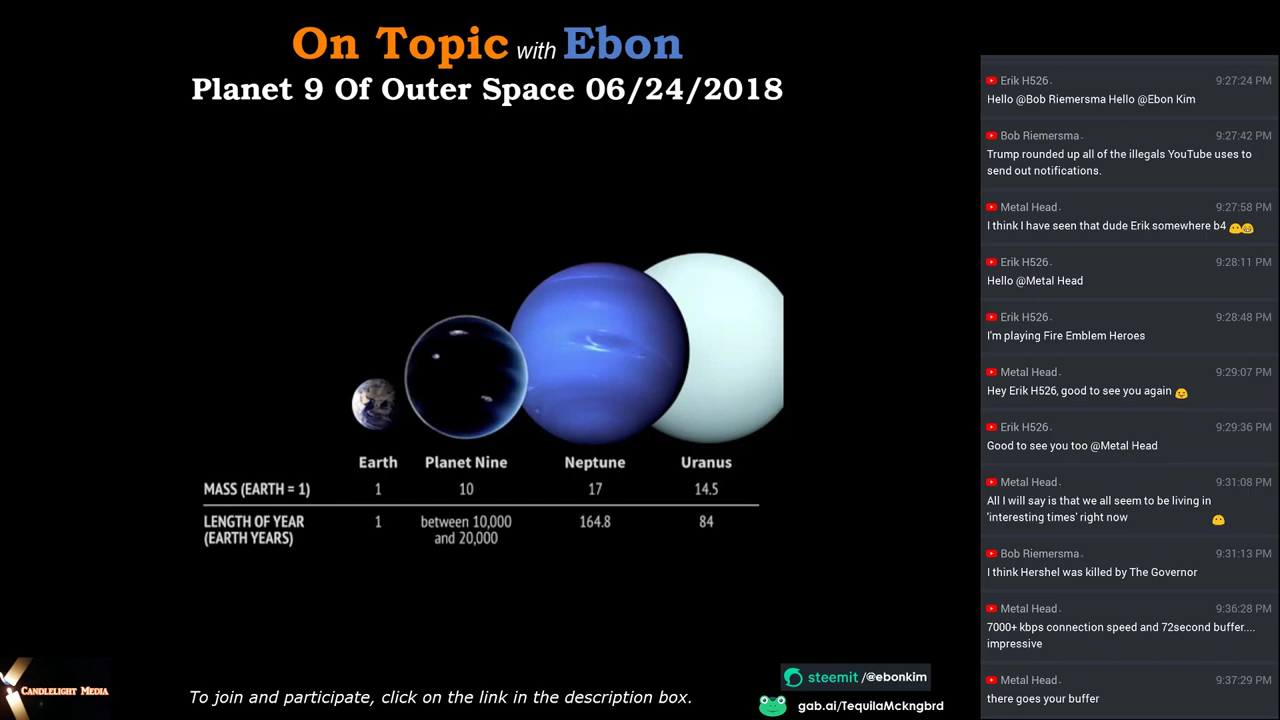 On Topic with Ebon
Planet 9 Of Outer Space 06/24/2018
Earth Planet Nine Neptune Uranus
MASS (EARTH = 1) 1 10 17 14.5
LENGTH OF YEAR 1 between 10,000 164.8 84
(EARTH YEARS) and 20,000
CANDLELIGHT MEDIA
To join and participate, click on the link in the description box.
steemit /@ebonkim
gab.ai/TequilaMckngbrd
Erik H526 9:27:24 PM
Hello @Bob Riemersma Hello @Ebon Kim
Bob Riemersma 9:27:42 PM
Trump rounded up all of the illegals YouTube uses to
send out notifications.
Metal Head 9:27:58 PM
I think I have seen that dude Erik somewhere b4
Erik H526 9:28:11 PM
Hello @Metal Head
Erik H526 9:28:48 PM
I'm playing Fire Emblem Heroes
Metal Head 9:29:07 PM
Hey Erik H526, good to see you again
Erik H526 9:29:36 PM
Good to see you too @Metal Head
Metal Head 9:31:08 PM
All I will say is that we all seem to be living in
'interesting times' right now
Bob Riemersma 9:31:13 PM
I think Hershel was killed by The Governor
Metal Head 9:36:28 PM
7000+ kbps connection speed and 72second buffer....
impressive
Metal Head 9:37:29 PM
there goes your buffer